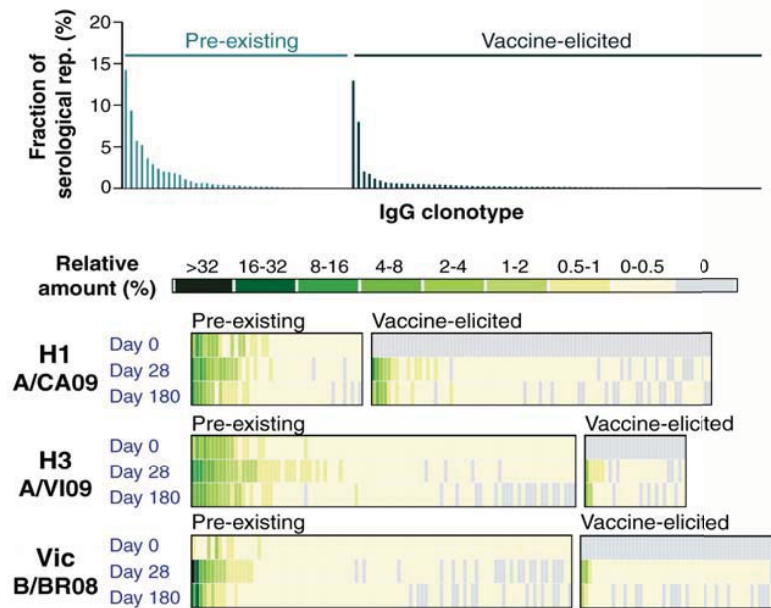 20
Pre-existing
Vaccine-elicited
15
10
5
0
Fraction of
serological rep. (%)
IgG clonotype
Relative
amount (%)
>32 16-32 8-16 4-8 2-4 1-2 0.5-1 0-0.5 0
Pre-existing
Vaccine-elicited
H1
A/CA09
Day 0
Day 28
Day 180
Pre-existing
Vaccine-elicited
H3
A/VI09
Day 0
Day 28
Day 180
Pre-existing
Vaccine-elicited
Vic
B/BR08
Day 0
Day 28
Day 180